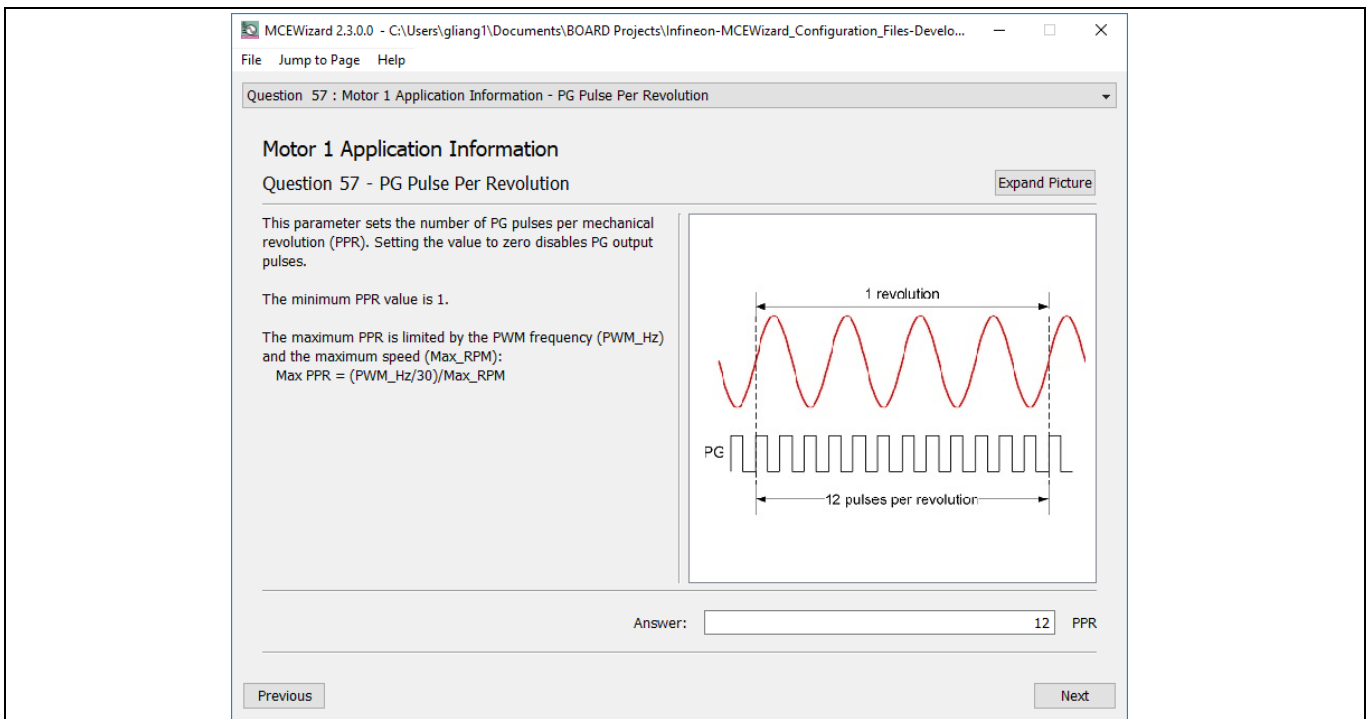 MCEWizard 2.3.0.0 - C:\Users\gliang1\Documents\BOARD Projects\Infineon-MCEWizard_Configuration_Files-Develo...
File Jump to Page Help
Question 57 : Motor 1 Application Information - PG Pulse Per Revolution
Motor 1 Application Information
Question 57 - PG Pulse Per Revolution
Expand Picture
This parameter sets the number of PG pulses per mechanical
revolution (PPR). Setting the value to zero disables PG output
pulses.
The minimum PPR value is 1.
The maximum PPR is limited by the PWM frequency (PWM_Hz)
and the maximum speed (Max_RPM):
Max PPR = (PWM_Hz/30)/Max_RPM
1 revolution
PG
12 pulses per revolution
Answer: 12 PPR
Previous Next